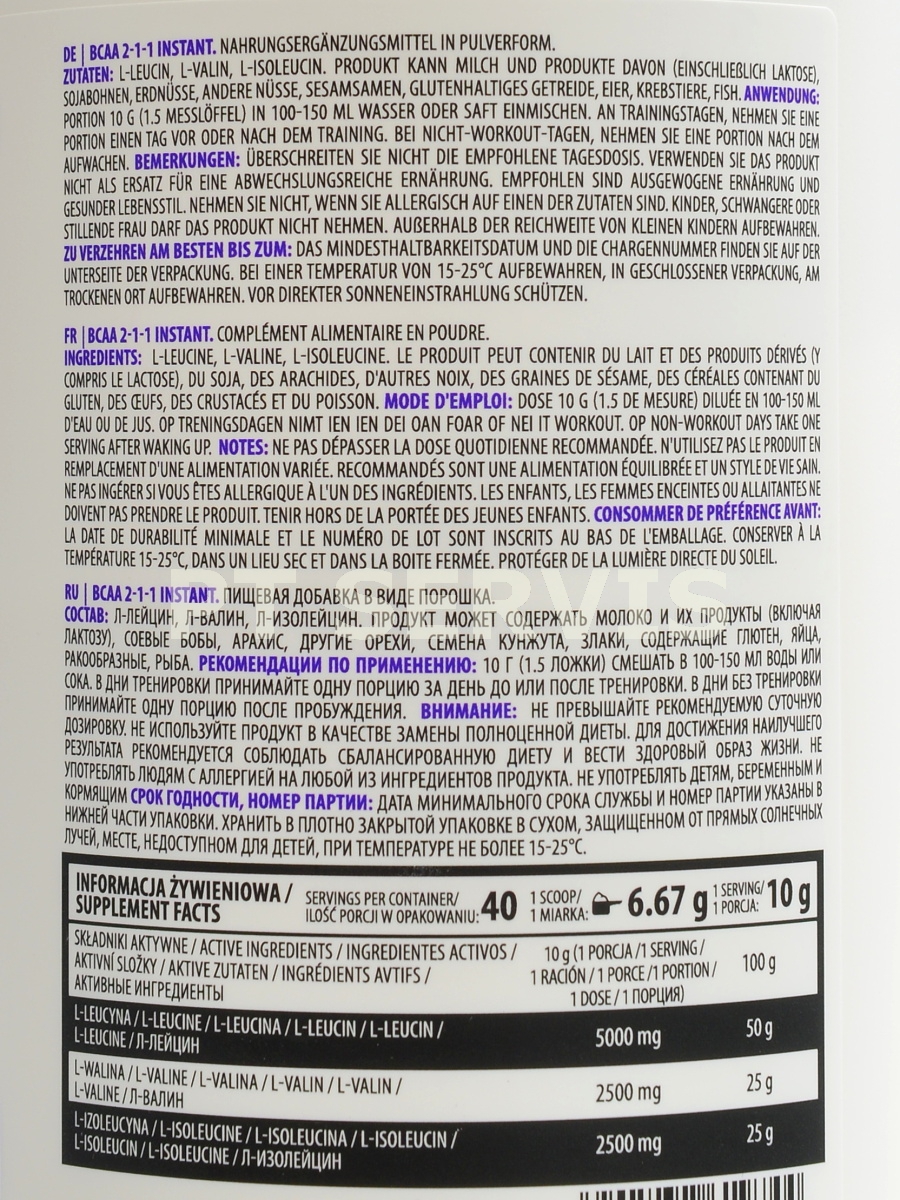 DE | BCAA 2-1-1 INSTANT. NAHRUNGSERGÄNZUNGSMITTEL IN PULVERFORM.
ZUTATEN: L-LEUCIN, L-VALIN, L-ISOLEUCIN. PRODUKT KANN MILCH UND PRODUKTE DAVON (EINSCHLIEßLICH LAKTOSE),
SOJABOHNEN, ERDNÜSSE, ANDERE NÜSSE, SESAMSAMEN, GLUTENHALTIGES GETREIDE, EIER, KREBSTIERE, FISH. ANWENDUNG:
PORTION 10 G (1.5 MESSLÖFFEL) IN 100-150 ML WASSER ODER SAFT EINMISCHEN. AN TRAININGSTAGEN, NEHMEN SIE EINE
PORTION EINEN TAG VOR ODER NACH DEM TRAINING. BEI NICHT-WORKOUT-TAGEN, NEHMEN SIE EINE PORTION NACH DEM
AUFWACHEN. BEMERKUNGEN: ÜBERSCHREITEN SIE NICHT DIE EMPFOHLENE TAGESDOSIS. VERWENDEN SIE DAS PRODUKT
NICHT ALS ERSATZ FÜR EINE ABWECHSLUNGSREICHE ERNÄHRUNG. EMPFOHLEN SIND AUSGEWOGENE ERNÄHRUNG UND
GESUNDER LEBENSSTIL. NEHMEN SIE NICHT, WENN SIE ALLERGISCH AUF EINEN DER ZUTATEN SIND. KINDER, SCHWANGERE ODER
STILLENDE FRAU DARF DAS PRODUKT NICHT NEHMEN. AUßERHALB DER REICHWEITE VON KLEINEN KINDERN AUFBEWAHREN.
ZU VERZEHREN AM BESTEN BIS ZUM: DAS MINDESTHALTBARKEITSDATUM UND DIE CHARGENNUMMER FINDEN SIE AUF DER
UNTERSEITE DER VERPACKUNG. BEI EINER TEMPERATUR VON 15-25°C AUFBEWAHREN, IN GESCHLOSSENER VERPACKUNG, AM
TROCKENEN ORT AUFBEWAHREN. VOR DIREKTER SONNENEINSTRAHLUNG SCHÜTZEN.
FR | BCAA 2-1-1 INSTANT. COMPLÉMENT ALIMENTAIRE EN POUDRE.
INGREDIENTS: L-LEUCINE, L-VALINE, L-ISOLEUCINE. LE PRODUIT PEUT CONTENIR DU LAIT ET DES PRODUITS DÉRIVÉS (Y
COMPRIS LE LACTOSE), DU SOJA, DES ARACHIDES, D'AUTRES NOIX, DES GRAINES DE SÉSAME, DES CÉRÉALES CONTENANT DU
GLUTEN, DES ŒUFS, DES CRUSTACÉS ET DU POISSON. MODE D'EMPLOI: DOSE 10 G (1.5 DE MESURE) DILUÉE EN 100-150 ML
D'EAU OU DE JUS. OP TRENINGSDAGEN NIMT IEN IEN DEI OAN FOAR OF NEI IT WORKOUT. OP NON-WORKOUT DAYS TAKE ONE
SERVING AFTER WAKING UP. NOTES: NE PAS DÉPASSER LA DOSE QUOTIDIENNE RECOMMANDÉE. N'UTILISEZ PAS LE PRODUIT EN
REMPLACEMENT D'UNE ALIMENTATION VARIÉE. RECOMMANDÉS SONT UNE ALIMENTATION ÉQUILIBRÉE ET UN STYLE DE VIE SAIN.
NE PAS INGÉRER SI VOUS ÊTES ALLERGIQUE À L'UN DES INGRÉDIENTS. LES ENFANTS, LES FEMMES ENCEINTES OU ALLAITANTES NE
DOIVENT PAS PRENDRE LE PRODUIT. TENIR HORS DE LA PORTÉE DES JEUNES ENFANTS. CONSOMMER DE PRÉFÉRENCE AVANT:
LA DATE DE DURABILITÉ MINIMALE ET LE NUMÉRO DE LOT SONT INSCRITS AU BAS DE L'EMBALLAGE. CONSERVER À LA
TEMPÉRATURE 15-25°C, DANS UN LIEU SEC ET DANS LA BOITE FERMÉE. PROTÉGER DE LA LUMIÈRE DIRECTE DU SOLEIL.
PT SERVIS
RU | BCAA 2-1-1 INSTANT. ПИЩЕВАЯ ДОБАВКА В ВИДЕ ПОРОШКА.
СОСТАВ: Л-ЛЕЙЦИН, Л-ВАЛИН, Л-ИЗОЛЕЙЦИН. ПРОДУКТ МОЖЕТ СОДЕРЖАТЬ МОЛОКО И ИХ ПРОДУКТЫ (ВКЛЮЧАЯ
ЛАКТОЗУ), СОЕВЫЕ БОБЫ, АРАХИС, ДРУГИЕ ОРЕХИ, СЕМЕНА КУНЖУТА, ЗЛАКИ, СОДЕРЖАЩИЕ ГЛЮТЕН, ЯЙЦА,
РАКООБРАЗНЫЕ, РЫБА. РЕКОМЕНДАЦИИ ПО ПРИМЕНЕНИЮ: 10 Г (1.5 ЛОЖКИ) СМЕШАТЬ В 100-150 МЛ ВОДЫ ИЛИ
СОКА. В ДНИ ТРЕНИРОВКИ ПРИНИМАЙТЕ ОДНУ ПОРЦИЮ ЗА ДЕНЬ ДО ИЛИ ПОСЛЕ ТРЕНИРОВКИ. В ДНИ БЕЗ ТРЕНИРОВКИ
ПРИНИМАЙТЕ ОДНУ ПОРЦИЮ ПОСЛЕ ПРОБУЖДЕНИЯ. ВНИМАНИЕ: НЕ ПРЕВЫШАЙТЕ РЕКОМЕНДУЕМУЮ СУТОЧНУЮ
ДОЗИРОВКУ. НЕ ИСПОЛЬЗУЙТЕ ПРОДУКТ В КАЧЕСТВЕ ЗАМЕНЫ ПОЛНОЦЕННОЙ ДИЕТЫ. ДЛЯ ДОСТИЖЕНИЯ НАИЛУЧШЕГО
РЕЗУЛЬТАТА РЕКОМЕНДУЕТСЯ СОБЛЮДАТЬ СБАЛАНСИРОВАННУЮ ДИЕТУ И ВЕСТИ ЗДОРОВЫЙ ОБРАЗ ЖИЗНИ. НЕ
УПОТРЕБЛЯТЬ ЛЮДЯМ С АЛЛЕРГИЕЙ НА ЛЮБОЙ ИЗ ИНГРЕДИЕНТОВ ПРОДУКТА. НЕ УПОТРЕБЛЯТЬ ДЕТЯМ, БЕРЕМЕННЫМ И
КОРМЯЩИМ СРОК ГОДНОСТИ, НОМЕР ПАРТИИ: ДАТА МИНИМАЛЬНОГО СРОКА СЛУЖБЫ И НОМЕР ПАРТИИ УКАЗАНЫ В
НИЖНЕЙ ЧАСТИ УПАКОВКИ. ХРАНИТЬ В ПЛОТНО ЗАКРЫТОЙ УПАКОВКЕ В СУХОМ, ЗАЩИЩЕННОМ ОТ ПРЯМЫХ СОЛНЕЧНЫХ
ЛУЧЕЙ, МЕСТЕ, НЕДОСТУПНОМ ДЛЯ ДЕТЕЙ, ПРИ ТЕМПЕРАТУРЕ НЕ БОЛЕЕ 15-25°C.
INFORMACJA ŻYWIENIOWA /
SUPPLEMENT FACTS
SERVINGS PER CONTAINER/
ILOŚĆ PORCJI W OPAKOWANIU: 40
1 SCOOP/
1 MIARKA: 6.67 g
1 SERVING/
1 PORCJA: 10 g
SKŁADNIKI AKTYWNE / ACTIVE INGREDIENTS / INGREDIENTES ACTIVOS /
AKTIVNÍ SLOŽKY / AKTIVE ZUTATEN / INGRÉDIENTS AVTIFS /
АКТИВНЫЕ ИНГРЕДИЕНТЫ
10 g (1 PORCJA /1 SERVING /
1 RACIÓN / 1 PORCE /1 PORTION /
1 DOSE / 1 ПОРЦИЯ)
100 g
L-LEUCYNA / L-LEUCINE / L-LEUCINA / L-LEUCIN / L-LEUCIN /
L-LEUCINE / Л-ЛЕЙЦИН
5000 mg
50 g
L-WALINA / L-VALINE / L-VALINA / L-VALIN / L-VALIN /
L-VALINE / Л-ВАЛИН
2500 mg
25 g
L-IZOLEUCYNA / L-ISOLEUCINE / L-ISOLEUCINA / L-ISOLEUCIN /
L-ISOLEUCIN / L-ISOLEUCINE / Л-ИЗОЛЕЙЦИН
2500 mg
25 g